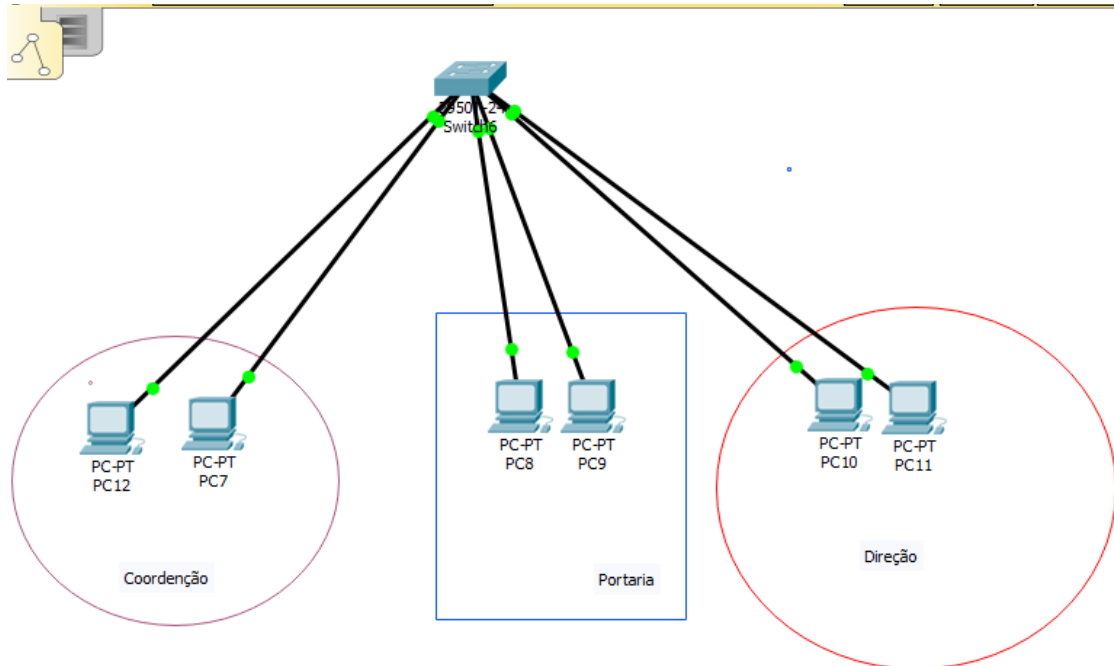 Switch6
PC-PT
PC12
PC-PT
PC7
PC-PT
PC8
PC-PT
PC9
PC-PT
PC10
PC-PT
PC11
Coordenção
Portaria
Direção